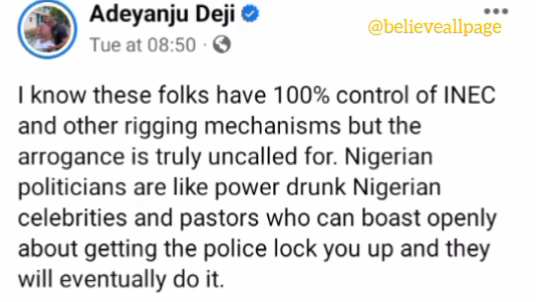 Adeyanju Deji
@believeallpage
Tue at 08:50 ·
I know these folks have 100% control of INEC
and other rigging mechanisms but the
arrogance is truly uncalled for. Nigerian
politicians are like power drunk Nigerian
celebrities and pastors who can boast openly
about getting the police lock you up and they
will eventually do it.